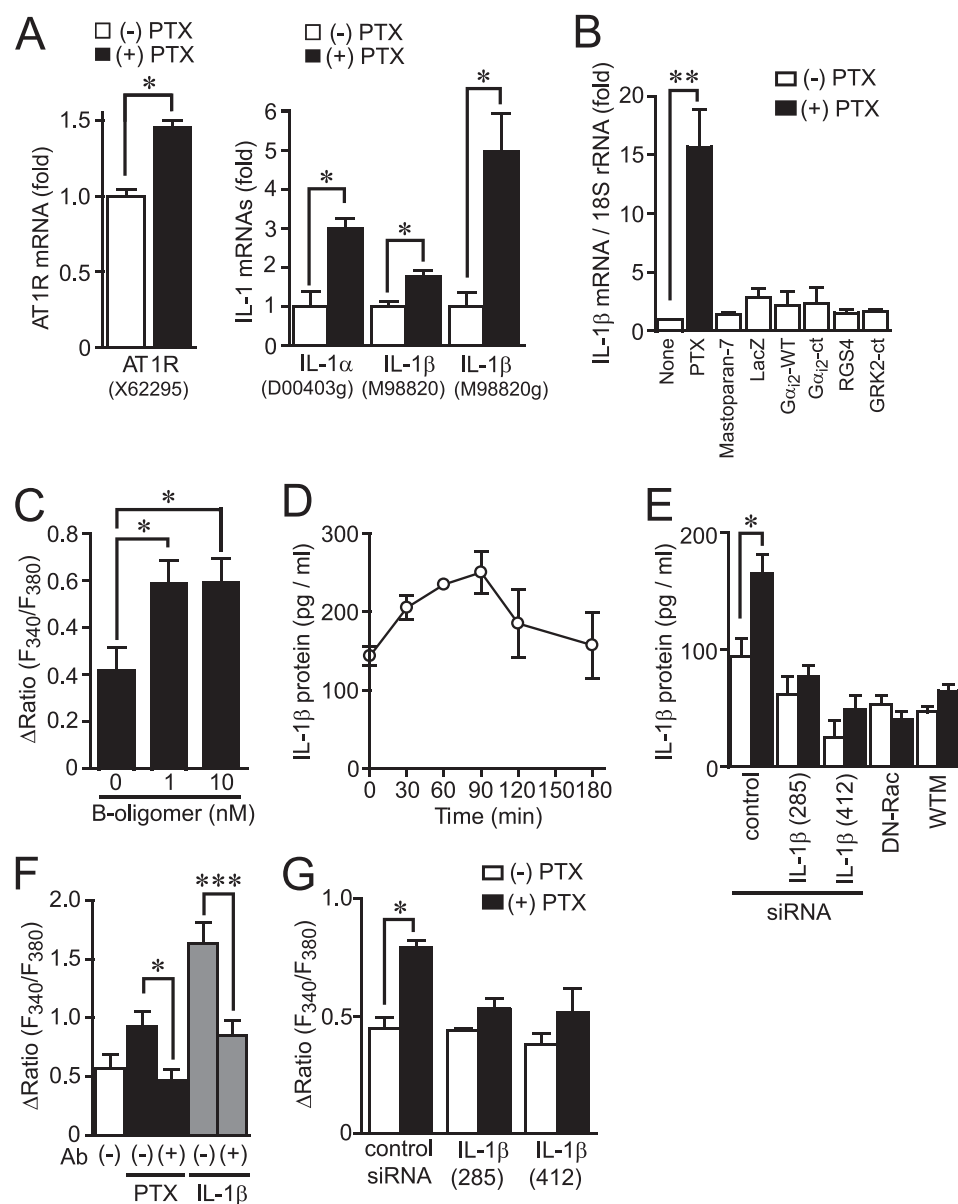 A
(-) PTX
(+) PTX
*
AT1R mRNA (fold)
1.5
1.0
0.5
0
AT1R
(X62295)
(-) PTX
(+) PTX
*
*
*
IL-1 mRNAs (fold)
6
5
4
3
2
1
0
IL-1α
(D00403g)
IL-1β
(M98820)
IL-1β
(M98820g)
B
(-) PTX
(+) PTX
**
IL-1β mRNA / 18S rRNA (fold)
20
15
10
5
0
None
PTX
Mastoparan-7
LacZ
Gαi2-WT
Gαi2-ct
RGS4
GRK2-ct
C
*
*
ΔRatio (F340/F380)
0.8
0.6
0.4
0.2
0
0 1 10
B-oligomer (nM)
D
IL-1β protein (pg / ml)
300
200
100
0
0 30 60 90 120 150 180
Time (min)
E
*
IL-1β protein (pg / ml)
200
100
0
control
IL-1β (285)
IL-1β (412)
DN-Rac
WTM
siRNA
F
***
*
ΔRatio (F340/F380)
2.0
1.5
1.0
0.5
0
Ab (-) (-) (+) (-) (+)
PTX IL-1β
G
(-) PTX
(+) PTX
*
ΔRatio (F340/F380)
1.0
0.5
0
control
siRNA
IL-1β
(285)
IL-1β
(412)